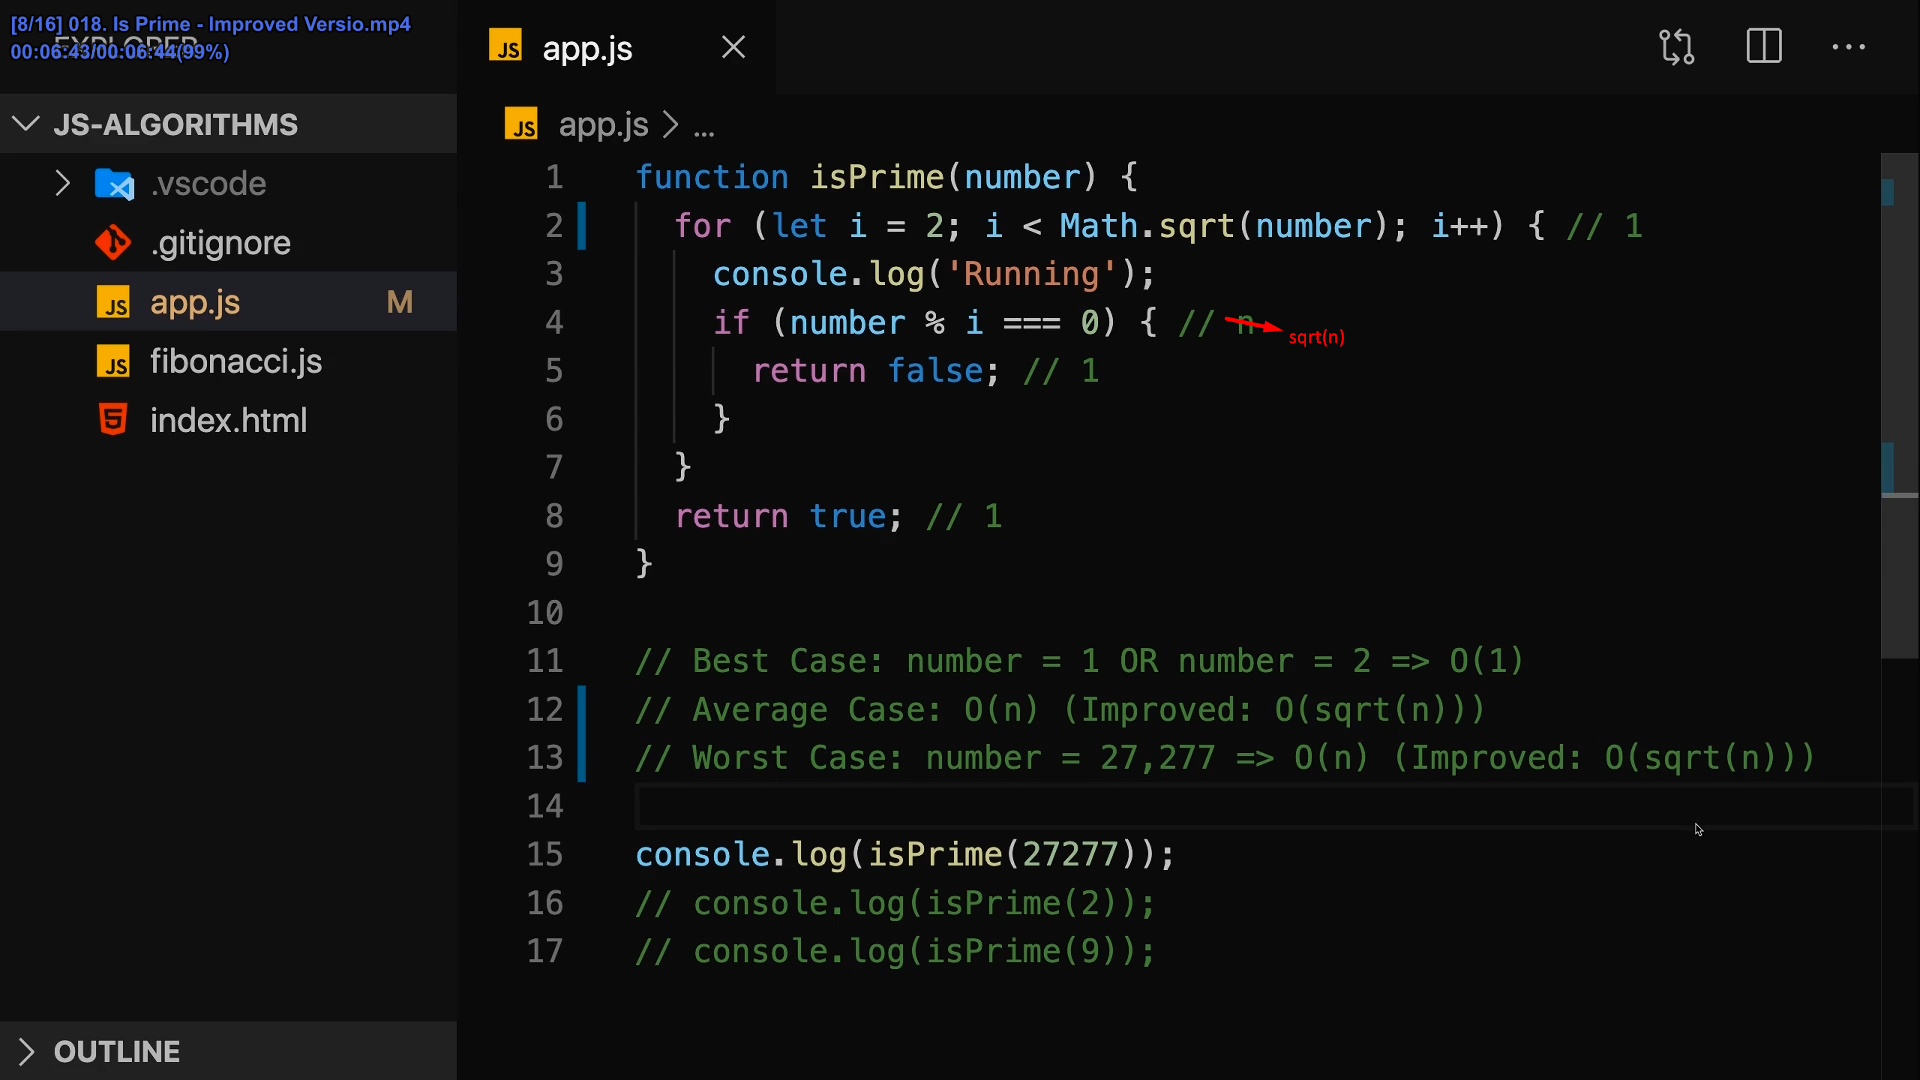 [8/16] 018. Is Prime - Improved Versio.mp4
00:06:43/00:06:44(99%)
EXPLORER
JS-ALGORITHMS
.vscode
.gitignore
app.js M
fibonacci.js
index.html
OUTLINE
app.js
app.js > ...
1 function isPrime(number) {
2 for (let i = 2; i < Math.sqrt(number); i++) { // 1
3 console.log('Running');
4 if (number % i === 0) { // n sqrt(n)
5 return false; // 1
6 }
7 }
8 return true; // 1
9 }
10
11 // Best Case: number = 1 OR number = 2 => O(1)
12 // Average Case: O(n) (Improved: O(sqrt(n)))
13 // Worst Case: number = 27,277 => O(n) (Improved: O(sqrt(n)))
14
15 console.log(isPrime(27277));
16 // console.log(isPrime(2));
17 // console.log(isPrime(9));